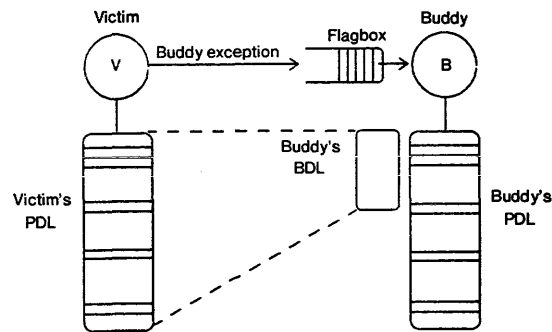 Victim
Buddy
Flagbox
Buddy exception
V
B
Buddy's
BDL
Victim's
PDL
Buddy's
PDL